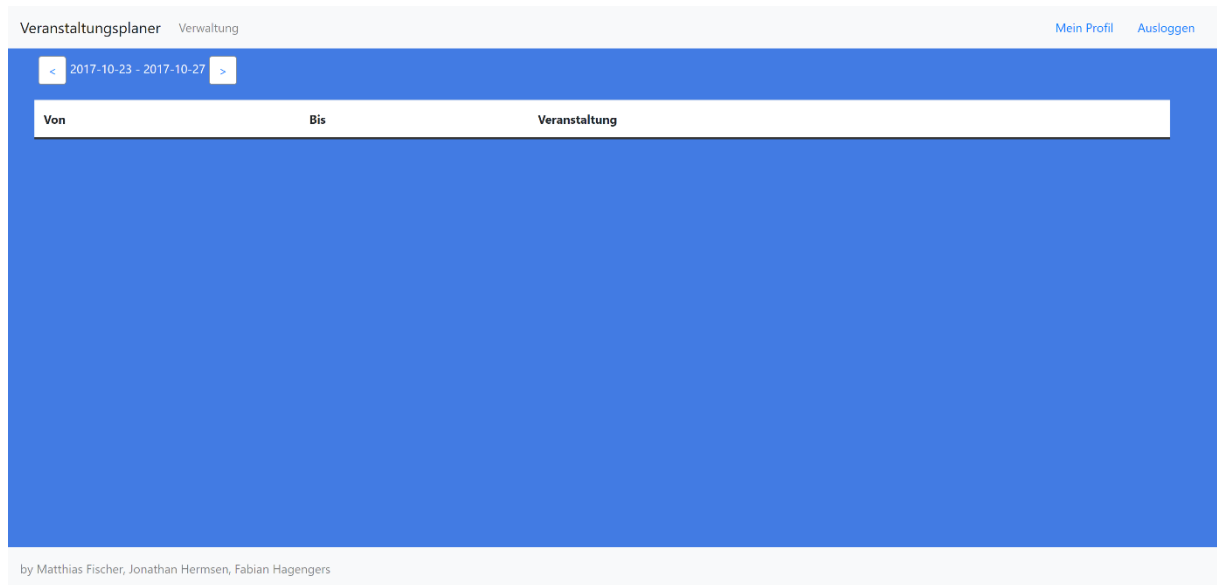 Veranstaltungsplaner Verwaltung Mein Profil Ausloggen
< 2017-10-23 - 2017-10-27 >
Von Bis Veranstaltung
by Matthias Fischer, Jonathan Hermsen, Fabian Hagengers